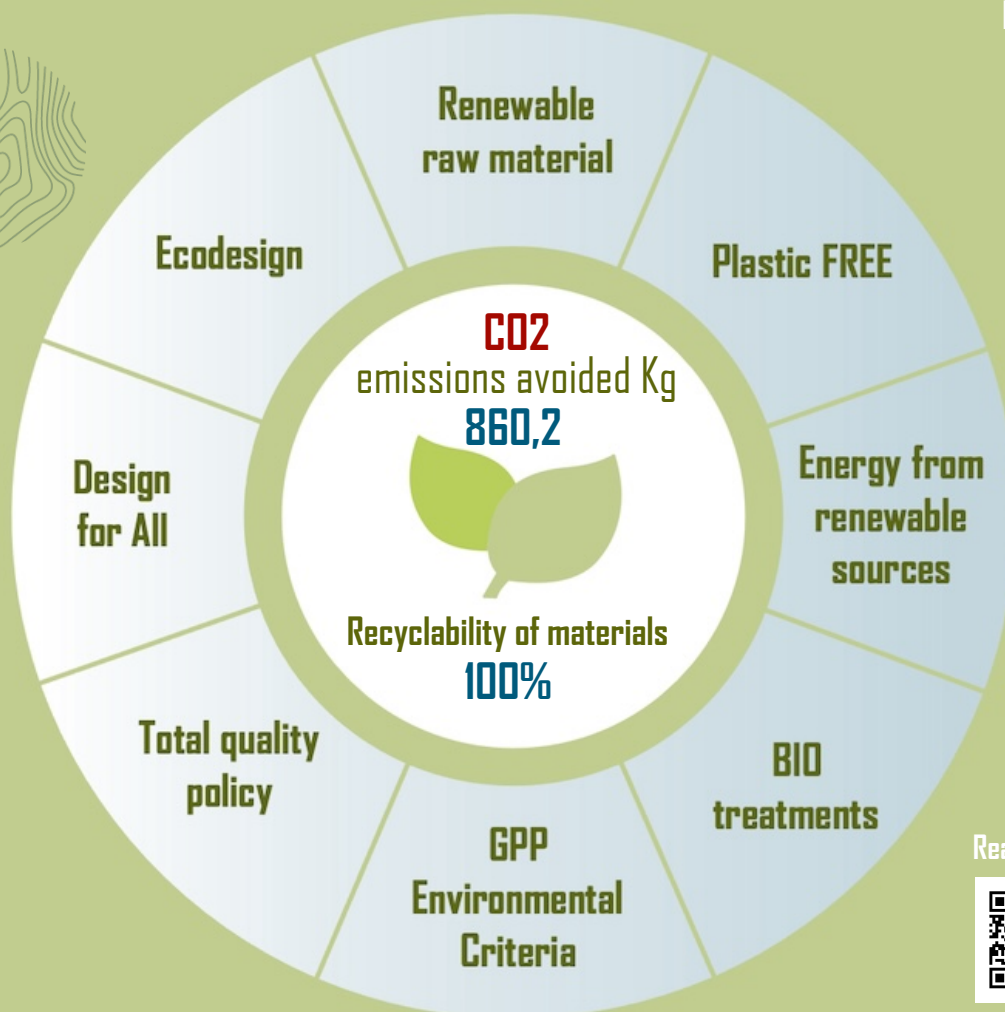 Renewable
raw material
Plastic FREE
Ecodesign
CO2
emissions avoided Kg
860,2
Energy from
renewable
sources
Design
for All
Recyclability of materials
100%
Total quality
policy
BIO
treatments
GPP
Environmental
Criteria